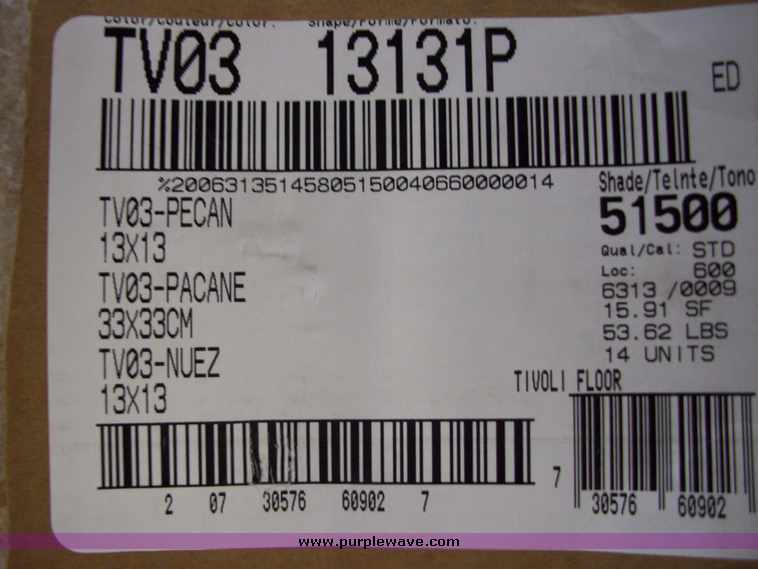 Color/Couleur/Color: Shape/Forme/Formato:
TV03 13131P ED
%20063135145805150040660000014
Shade/Telnte/Tono
51500
TV03-PECAN
13X13
Qual/Cal: STD
Loc: 600
TV03-PACANE
6313 /0009
33X33CM
15.91 SF
53.62 LBS
TV03-NUEZ
14 UNITS
13X13
TIVOLI FLOOR
2 07 30576 60902 7
7 30576 60902
www.purplewave.com